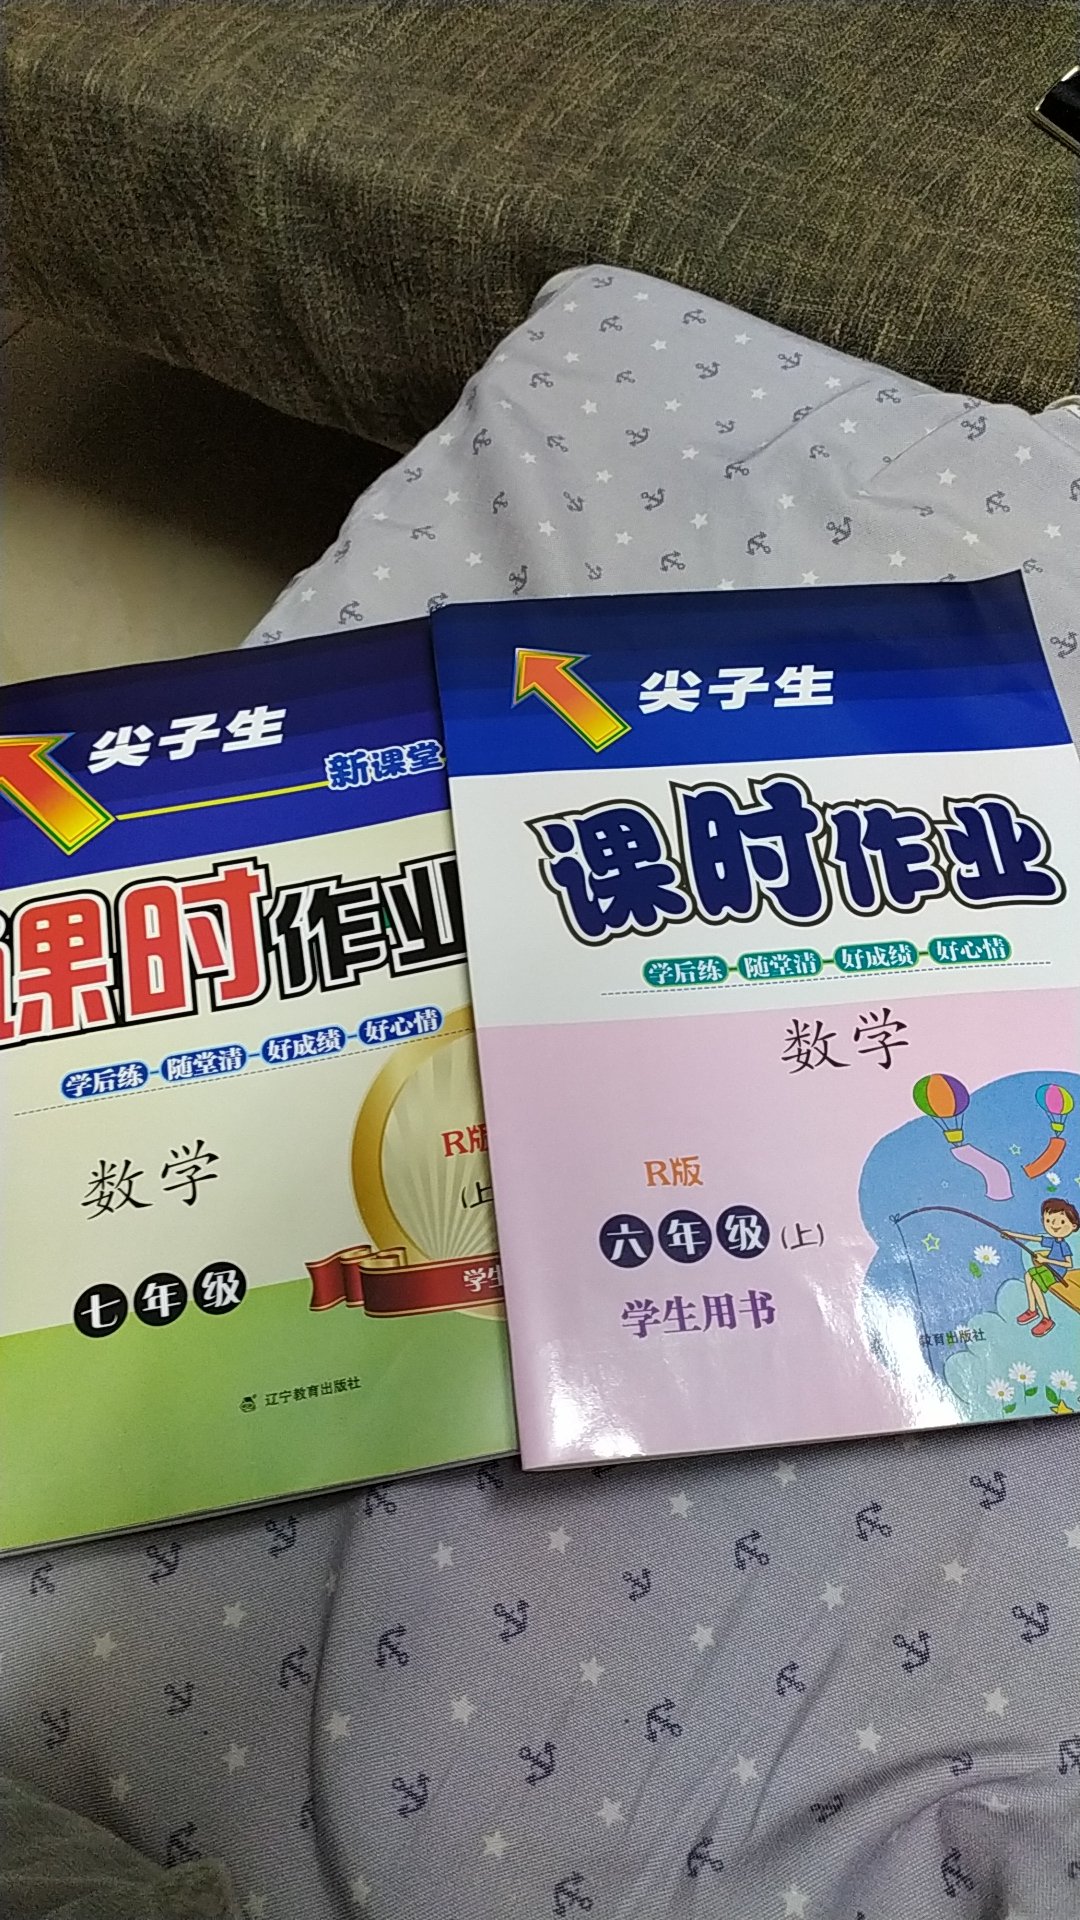 尖子生
新课堂
课时作业
学后练-随堂清-好成绩-好心情
数学
R版
(上
七年级
学生
辽宁教育出版社
尖子生
课时作业
学后练-随堂清-好成绩-好心情
数学
R版
六年级(上)
学生用书
教育出版社